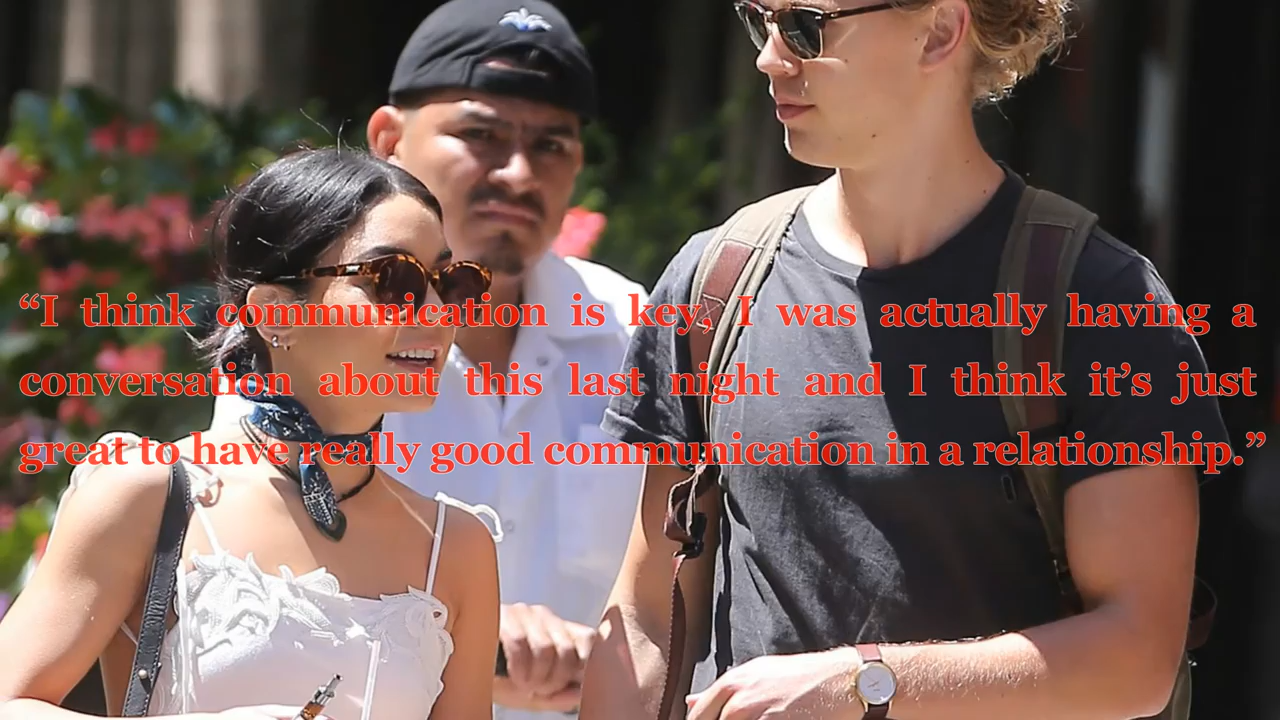 “I think communication is key, I was actually having a
conversation about this last night and I think it’s just
great to have really good communication in a relationship.”